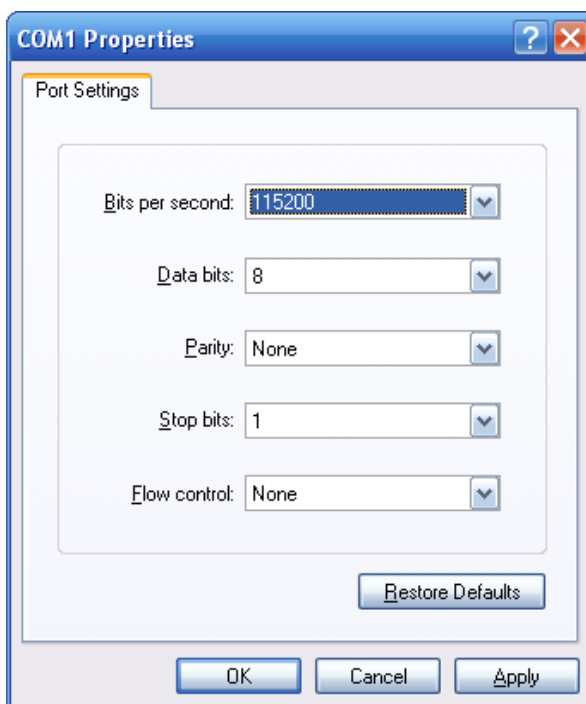 COM1 Properties
Port Settings
Bits per second: 115200
Data bits: 8
Parity: None
Stop bits: 1
Flow control: None
Restore Defaults
OK Cancel Apply